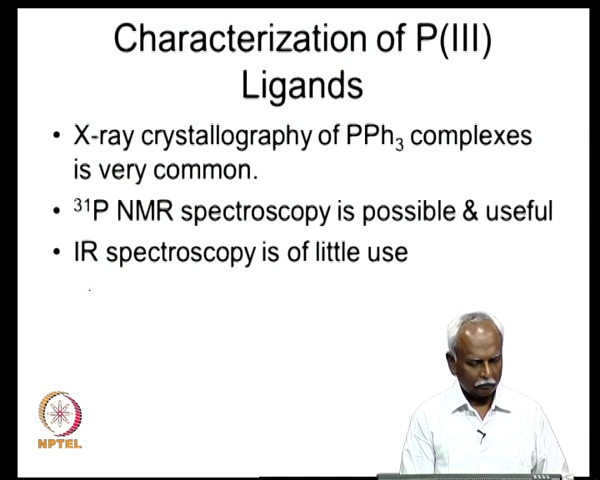 Characterization of P(III)
Ligands
• X-ray crystallography of PPh₃ complexes
is very common.
• ³¹P NMR spectroscopy is possible & useful
• IR spectroscopy is of little use
NPTEL